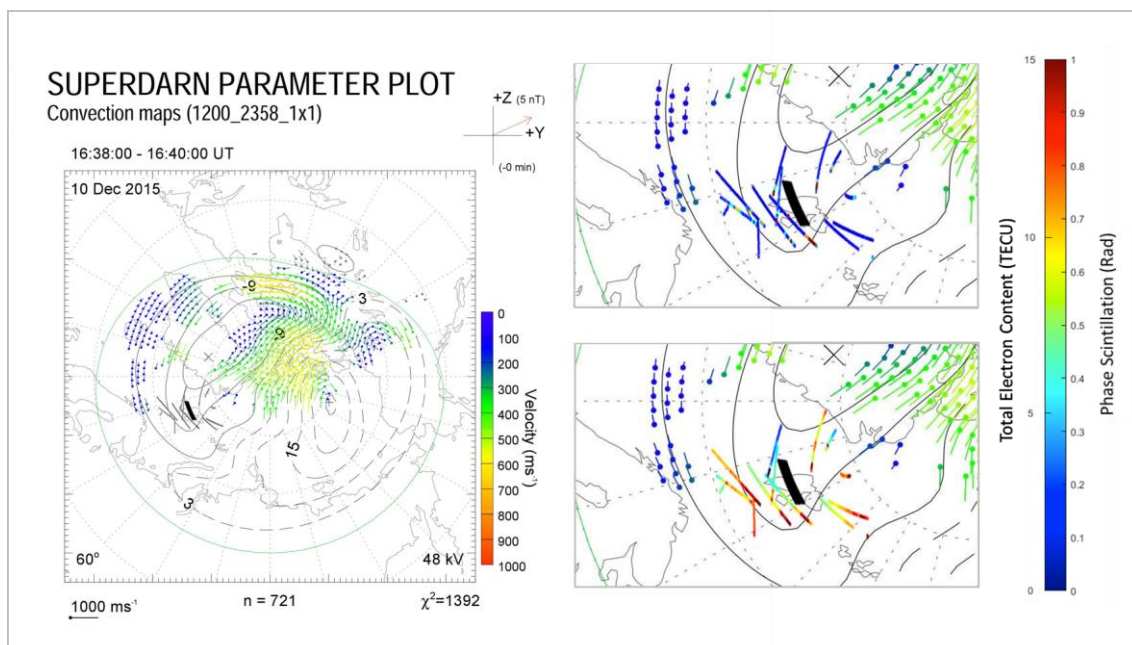 SUPERDARN PARAMETER PLOT
Convection maps (1200_2358_1x1)
+Z (5 nT)
+Y
(-0 min)
16:38:00 - 16:40:00 UT
10 Dec 2015
-9
3
-9
15
3
60°
48 kV
1000 ms⁻¹
n = 721
χ²=1392
0
100
200
300
400
500
600
700
800
900
1000
Velocity (ms⁻¹)
15
10
5
0
Total Electron Content (TECU)
1
0.9
0.8
0.7
0.6
0.5
0.4
0.3
0.2
0.1
0
Phase Scintillation (Rad)